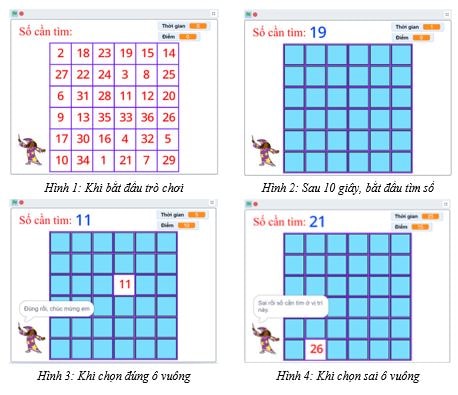 Số cần tìm:
Thời gian
Điểm
2 18 23 19 15 14
27 22 24 3 8 25
6 31 28 11 12 20
9 13 35 33 36 26
17 30 16 4 32 5
10 34 1 21 7 29
Hình 1: Khi bắt đầu trò chơi
Số cần tìm: 19
Thời gian
Điểm
Hình 2: Sau 10 giây, bắt đầu tìm số
Số cần tìm: 11
Thời gian
Điểm
11
Đúng rồi, chúc mừng em
Hình 3: Khi chọn đúng ô vuông
Số cần tìm: 21
Thời gian
Điểm
Sai rồi số cần tìm ở vị trí
này
26
Hình 4: Khi chọn sai ô vuông